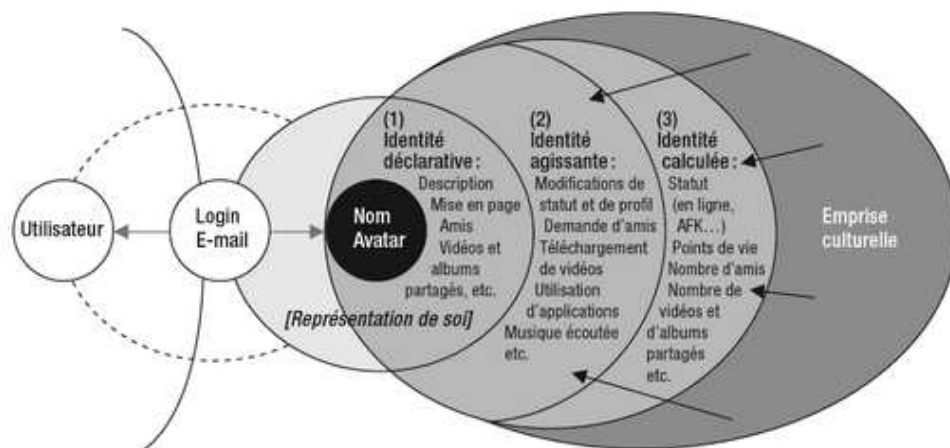 Utilisateur
Login
E-mail
Nom
Avatar
(1)
Identité
déclarative :
Description
Mise en page
Amis
Vidéos et
albums
partagés, etc.
[Représentation de soi]
(2)
Identité
agissante :
Modifications de
statut et de profil
Demande d'amis
Téléchargement
de vidéos
Utilisation
d'applications
Musique écoutée
etc.
(3)
Identité
calculée :
Statut
(en ligne,
AFK...)
Points de vie
Nombre d'amis
Nombre de
vidéos et
d'albums
partagés
etc.
Emprise
culturelle